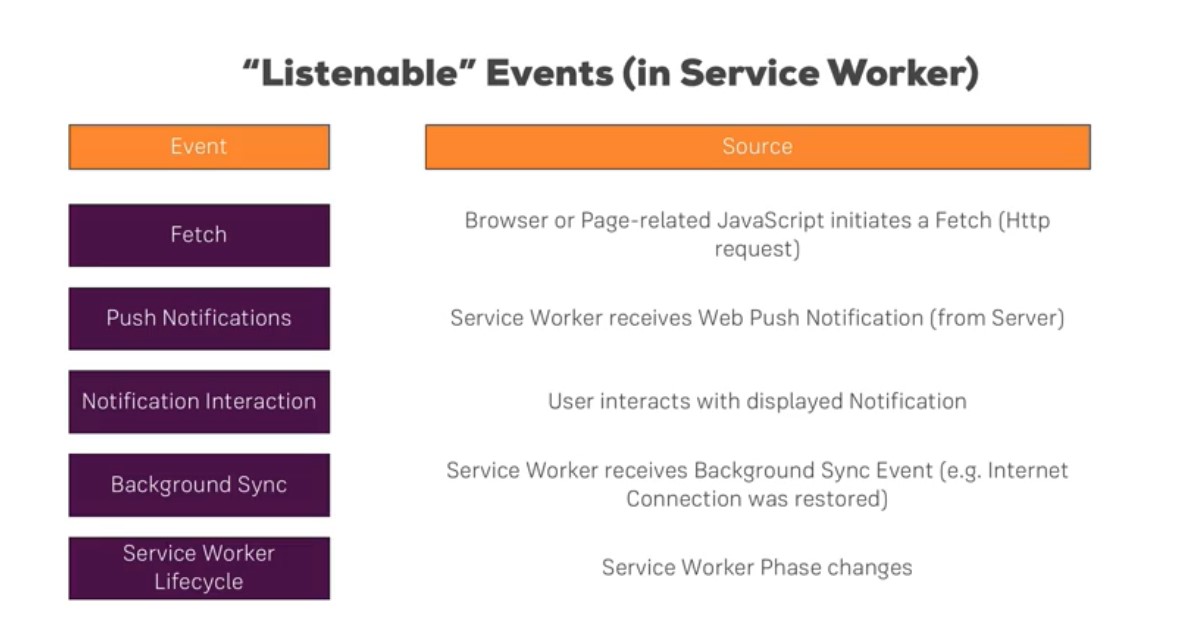 “Listenable” Events (in Service Worker)
Event
Source
Fetch
Browser or Page-related JavaScript initiates a Fetch (Http
request)
Push Notifications
Service Worker receives Web Push Notification (from Server)
Notification Interaction
User interacts with displayed Notification
Background Sync
Service Worker receives Background Sync Event (e.g. Internet
Connection was restored)
Service Worker
Lifecycle
Service Worker Phase changes